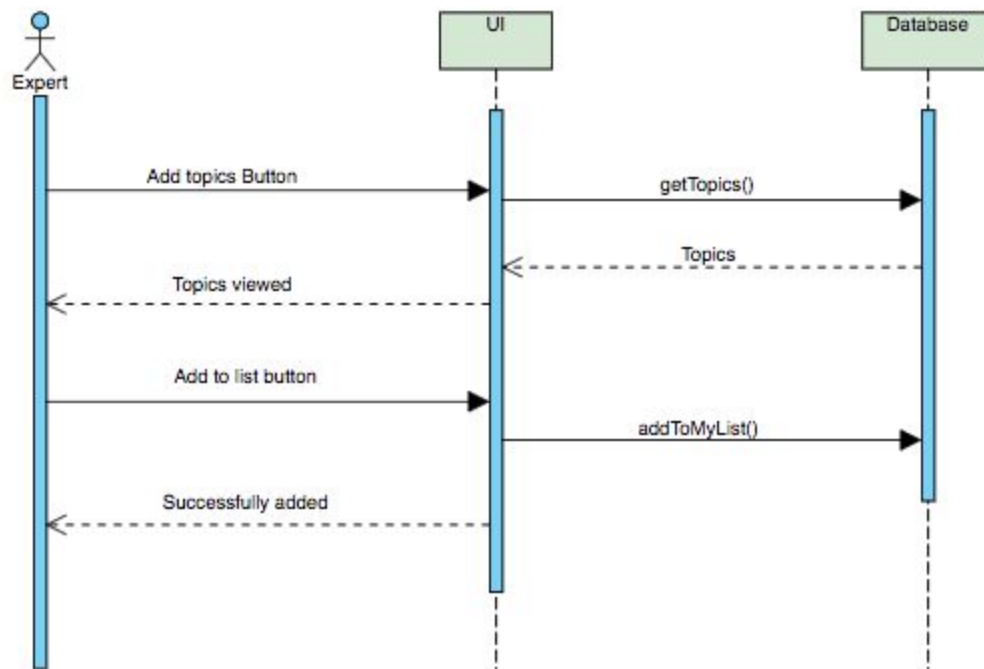 UI
Database
Expert
Add topics Button
getTopics()
Topics
Topics viewed
Add to list button
addToMyList()
Successfully added